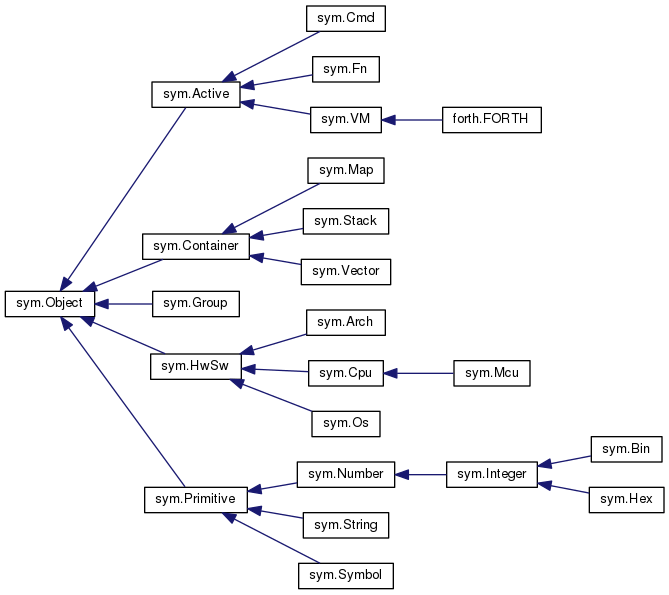 sym.Cmd
sym.Fn
sym.Active
sym.VM
forth.FORTH
sym.Map
sym.Stack
sym.Container
sym.Vector
sym.Object
sym.Group
sym.Arch
sym.HwSw
sym.Cpu
sym.Mcu
sym.Os
sym.Bin
sym.Number
sym.Integer
sym.Primitive
sym.Hex
sym.String
sym.Symbol